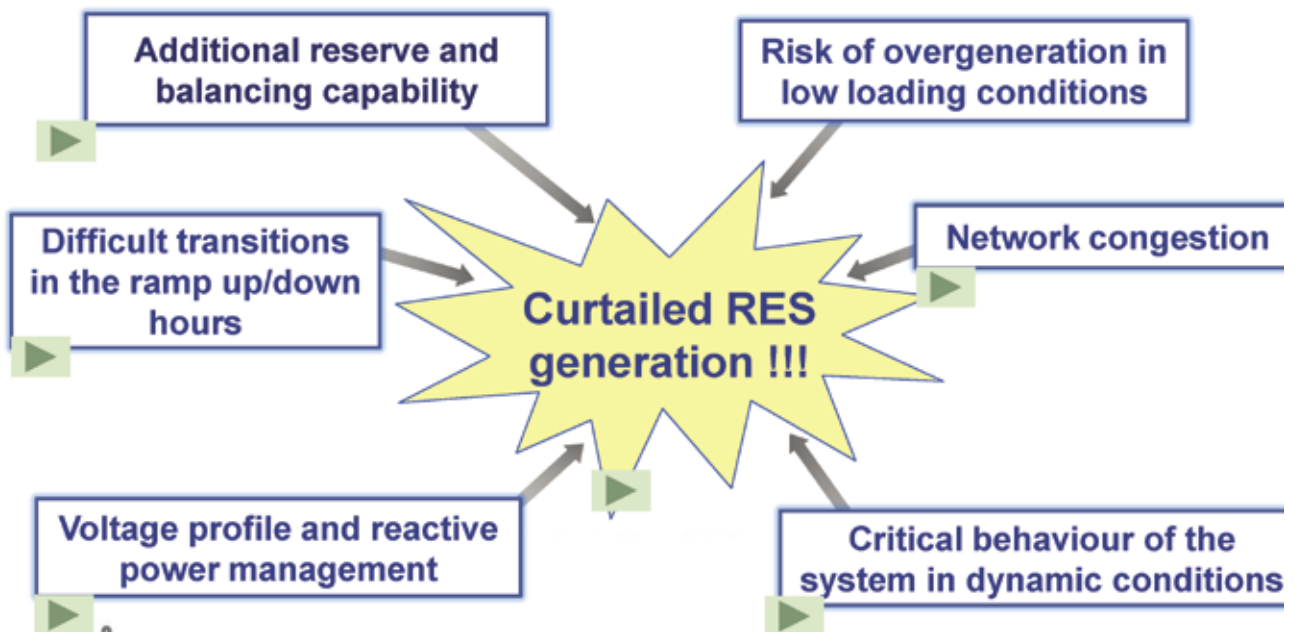 Additional reserve and
balancing capability
Risk of overgeneration in
low loading conditions
Difficult transitions
in the ramp up/down
hours
Network congestion
Curtailed RES
generation !!!
Voltage profile and reactive
power management
Critical behaviour of the
system in dynamic conditions